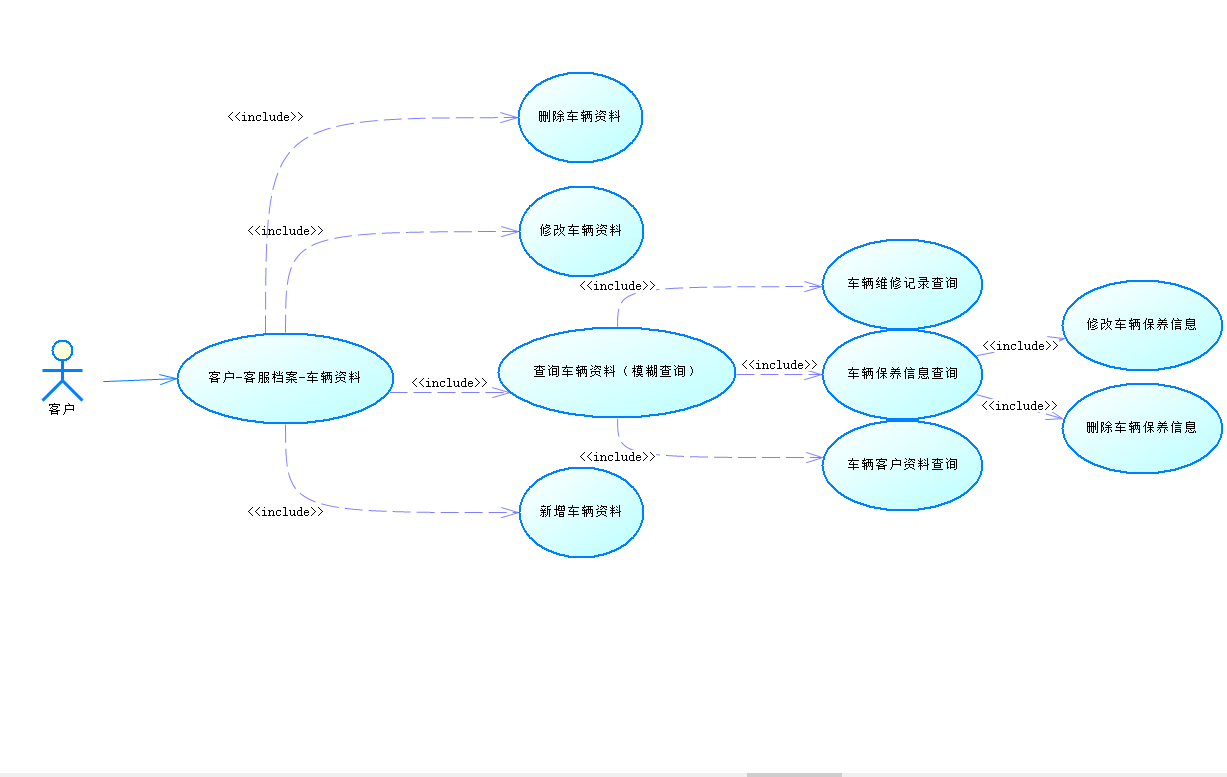 <<include>>
删除车辆资料
<<include>>
修改车辆资料
<<include>>
车辆维修记录查询
修改车辆保养信息
<<include>>
客户-客服档案-车辆资料
<<include>>
查询车辆资料（模糊查询）
<<include>>
车辆保养信息查询
客户
<<include>>
删除车辆保养信息
<<include>>
车辆客户资料查询
<<include>>
新增车辆资料